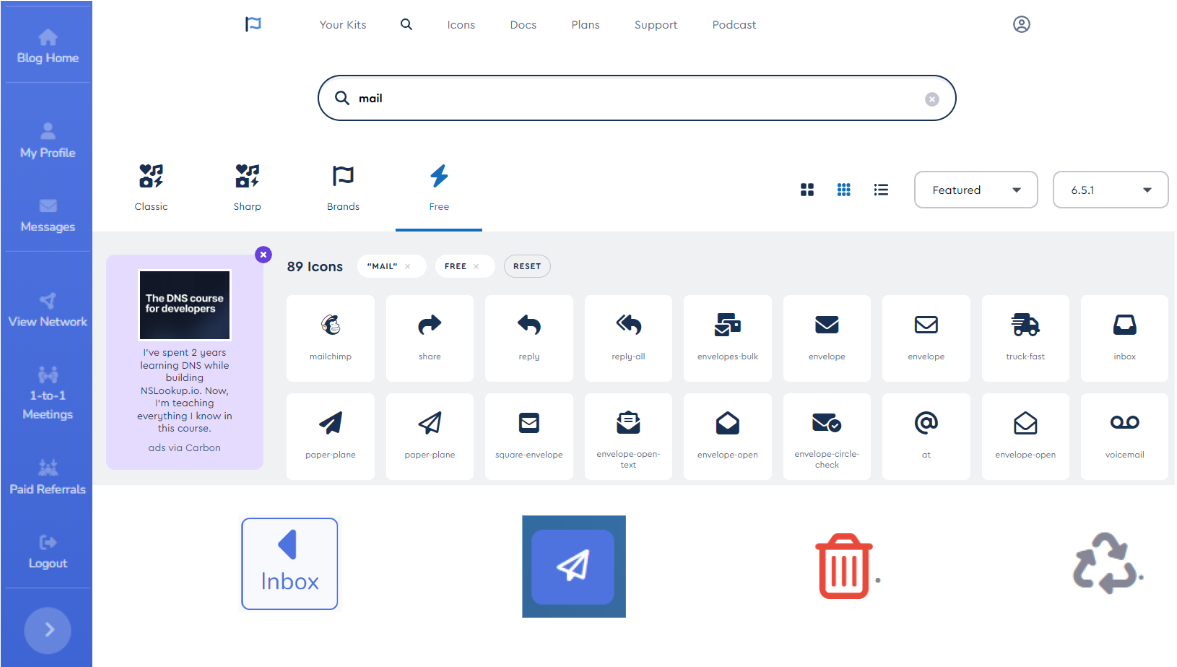 Blog Home
My Profile
Messages
View Network
1-to-1
Meetings
Paid Referrals
Logout
Your Kits
Icons
Docs
Plans
Support
Podcast
mail
Classic
Sharp
Brands
Free
Featured
6.5.1
The DNS course
for developers
I've spent 2 years
learning DNS while
building
NSLookup.io. Now,
I'm teaching
everything I know in
this course.
ads via Carbon
89 Icons
"MAIL" ×
FREE ×
RESET
mailchimp
share
reply
reply-all
envelopes-bulk
envelope
envelope
truck-fast
inbox
paper-plane
paper-plane
square-envelope
envelope-open-
text
envelope-open
envelope-circle-
check
at
envelope-open
voicemail
Inbox